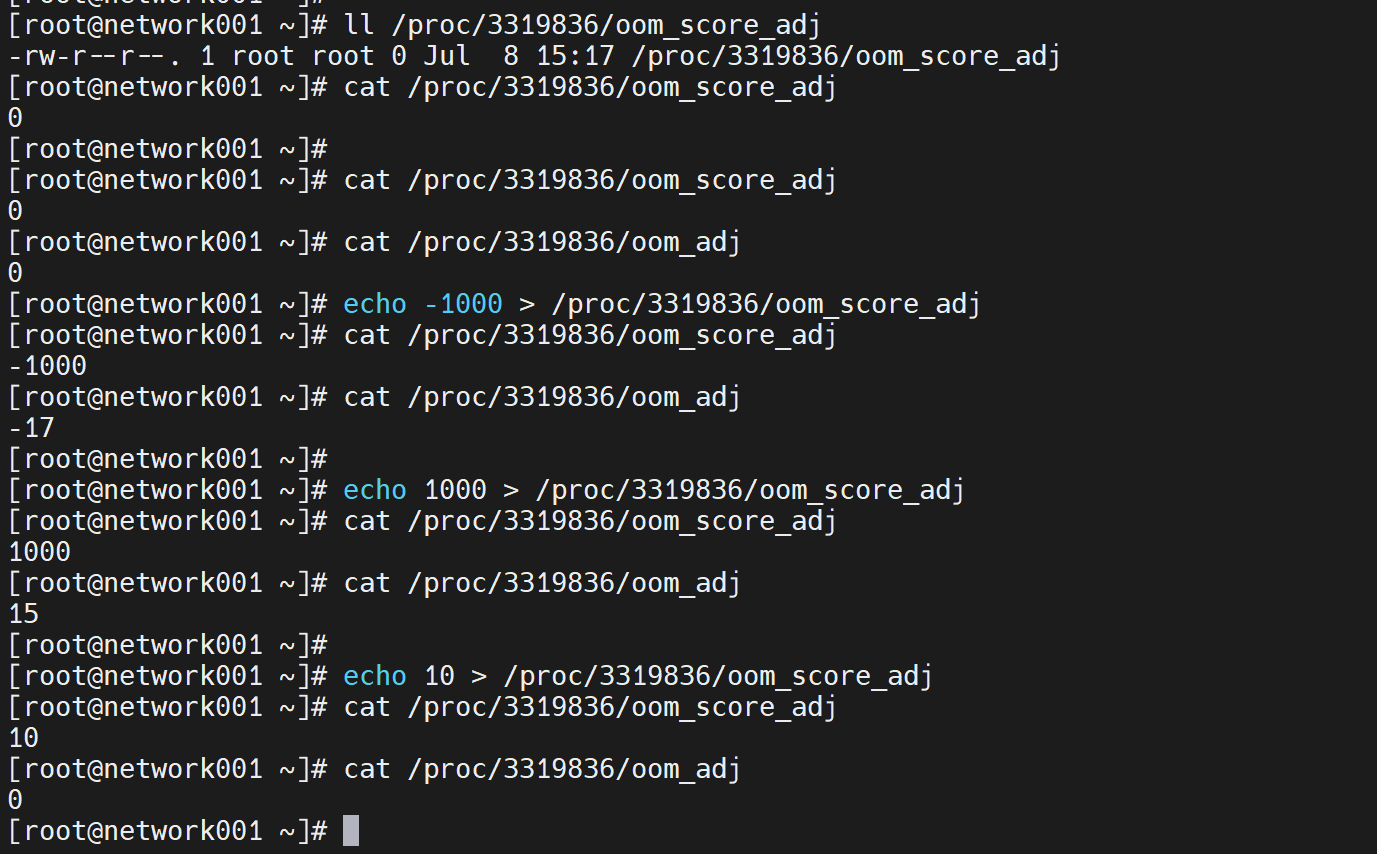 [root@network001 ~]#
[root@network001 ~]# ll /proc/3319836/oom_score_adj
-rw-r--r--. 1 root root 0 Jul  8 15:17 /proc/3319836/oom_score_adj
[root@network001 ~]# cat /proc/3319836/oom_score_adj
0
[root@network001 ~]#
[root@network001 ~]# cat /proc/3319836/oom_score_adj
0
[root@network001 ~]# cat /proc/3319836/oom_adj
0
[root@network001 ~]# echo -1000 > /proc/3319836/oom_score_adj
[root@network001 ~]# cat /proc/3319836/oom_score_adj
-1000
[root@network001 ~]# cat /proc/3319836/oom_adj
-17
[root@network001 ~]#
[root@network001 ~]# echo 1000 > /proc/3319836/oom_score_adj
[root@network001 ~]# cat /proc/3319836/oom_score_adj
1000
[root@network001 ~]# cat /proc/3319836/oom_adj
15
[root@network001 ~]#
[root@network001 ~]# echo 10 > /proc/3319836/oom_score_adj
[root@network001 ~]# cat /proc/3319836/oom_score_adj
10
[root@network001 ~]# cat /proc/3319836/oom_adj
0
[root@network001 ~]#